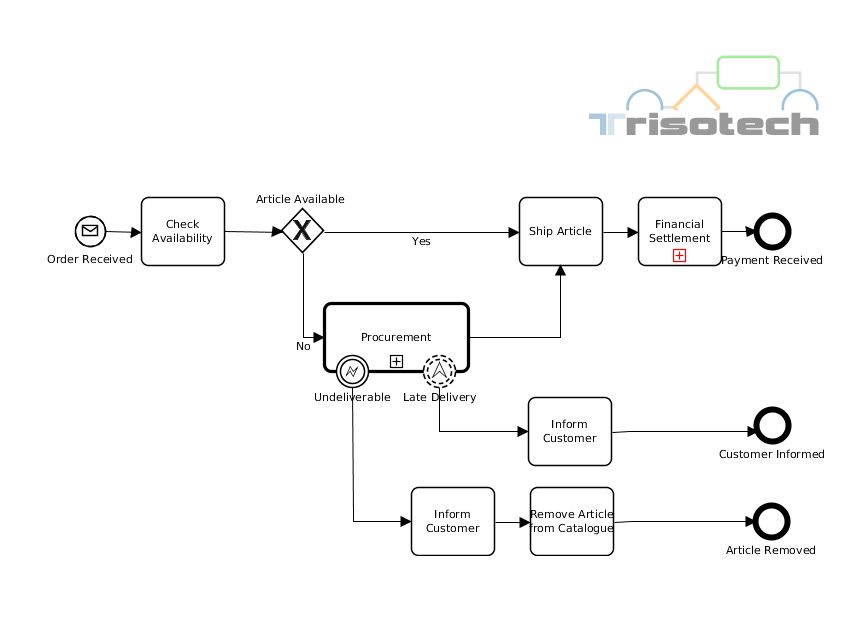 Trisotech
Article Available
Check
Availability
Ship Article
Financial
Settlement
Yes
Order Received
Payment Received
Procurement
No
Undeliverable
Late Delivery
Inform
Customer
Customer Informed
Inform
Customer
Remove Article
from Catalogue
Article Removed